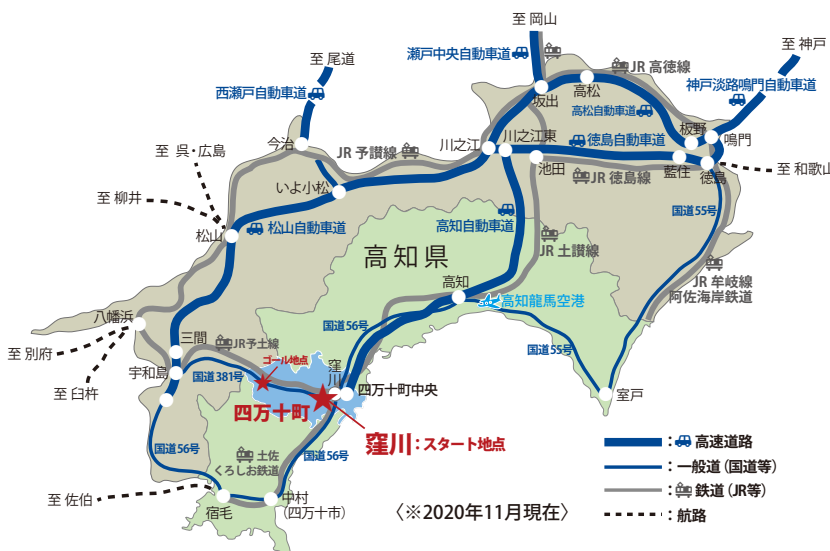 至 岡山
至 神戸
至 尾道
瀬戸中央自動車道
JR 高徳線
神戸淡路鳴門自動車道
西瀬戸自動車道
坂出
高松
高松自動車道
板野
鳴門
今治
JR 予讃線
川之江
川之江東
徳島自動車道
至 呉・広島
池田
JR 徳島線
藍住
徳島
至 和歌山
至 柳井
いよ小松
国道55号
松山
松山自動車道
高知自動車道
高知県
JR 土讃線
JR 牟岐線
阿佐海岸鉄道
高知
高知龍馬空港
八幡浜
国道56号
三間
JR予土線
至 別府
ゴール地点
国道55号
宇和島
国道381号
窪川
四万十町中央
至 臼杵
室戸
四万十町
窪川:スタート地点
:高速道路
国道56号
土佐
くろしお鉄道
国道56号
:一般道(国道等)
:鉄道(JR等)
至 佐伯
宿毛
中村
(四万十市)
〈※2020年11月現在〉
:航路